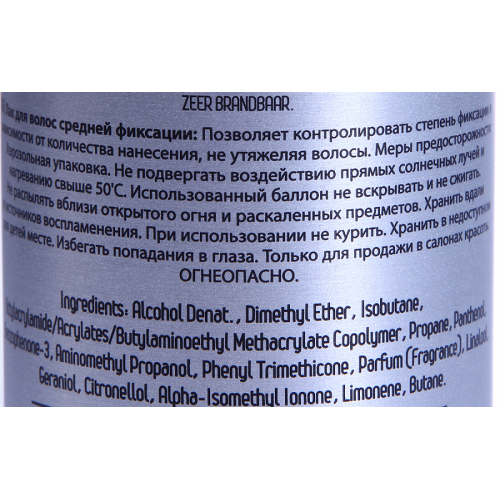 ZEER BRANDBAAR.
Лак для волос средней фиксации: Позволяет контролировать степень фиксации в
зависимости от количества нанесения, не утяжеляя волосы. Меры предосторожности
Аэрозольная упаковка. Не подвергать воздействию прямых солнечных лучей и
нагреванию свыше 50°C. Использованный баллон не вскрывать и не сжигать.
Не распылять вблизи открытого огня и раскаленных предметов. Хранить вдали
источников воспламенения. При использовании не курить. Хранить в недоступном
для детей месте. Избегать попадания в глаза. Только для продажи в салонах красоты
ОГНЕОПАСНО.
Ingredients: Alcohol Denat. , Dimethyl Ether, Isobutane,
Octylacrylamide/Acrylates/Butylaminoethyl Methacrylate Copolymer, Propane, Panthenol,
Benzophenone-3, Aminomethyl Propanol, Phenyl Trimethicone, Parfum (Fragrance), Linalool,
Geraniol, Citronellol, Alpha-Isomethyl Ionone, Limonene, Butane.